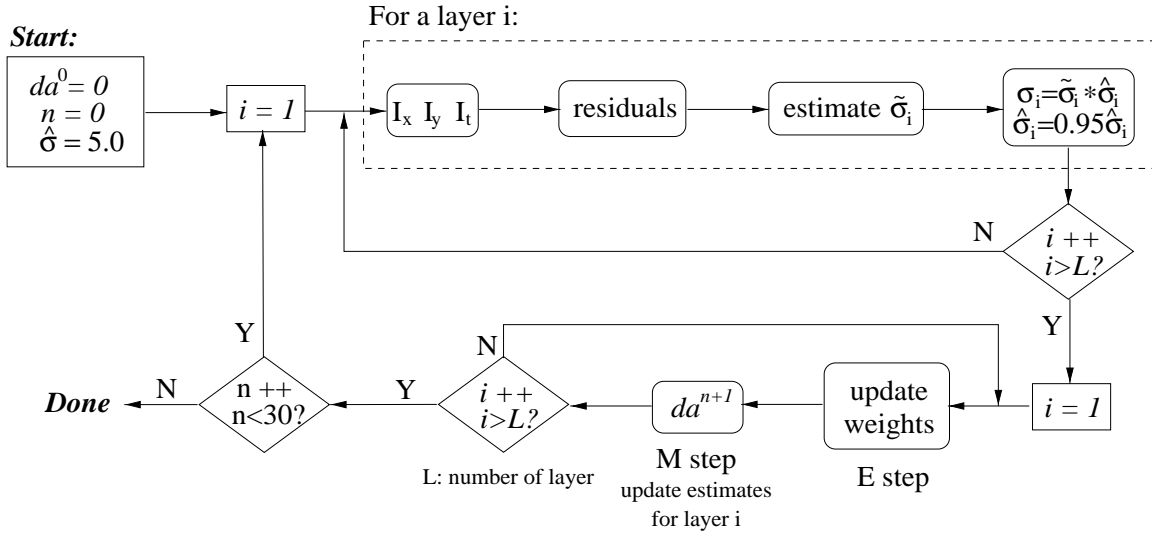 For a layer i:
Start:
da⁰ = 0
n = 0
σ̂ = 5.0
i = 1
Iₓ I_y I_t
residuals
estimate σ̃ᵢ
σᵢ=σ̃ᵢ*σ̂ᵢ
σ̂ᵢ=0.95σ̂ᵢ
N
i ++
i>L?
Y
i = 1
update
weights
E step
daⁿ⁺¹
M step
update estimates
for layer i
N
i ++
i>L?
L: number of layer
Y
n ++
n<30?
Y
N
Done